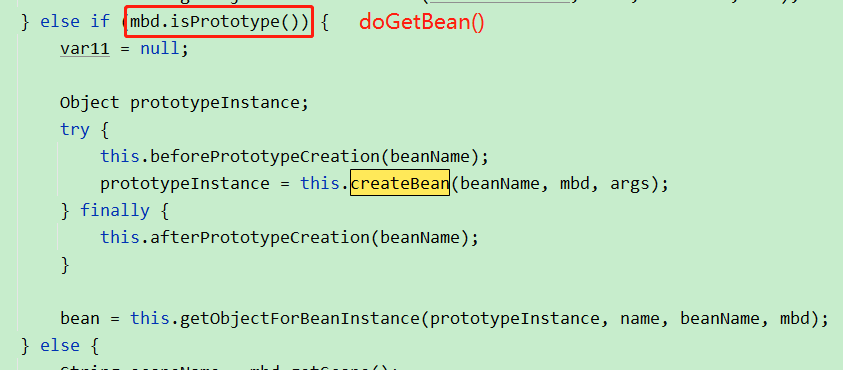 } else if (mbd.isPrototype()) { doGetBean()
var11 = null;
Object prototypeInstance;
try {
this.beforePrototypeCreation(beanName);
prototypeInstance = this.createBean(beanName, mbd, args);
} finally {
this.afterPrototypeCreation(beanName);
}
bean = this.getObjectForBeanInstance(prototypeInstance, name, beanName, mbd);
} else {